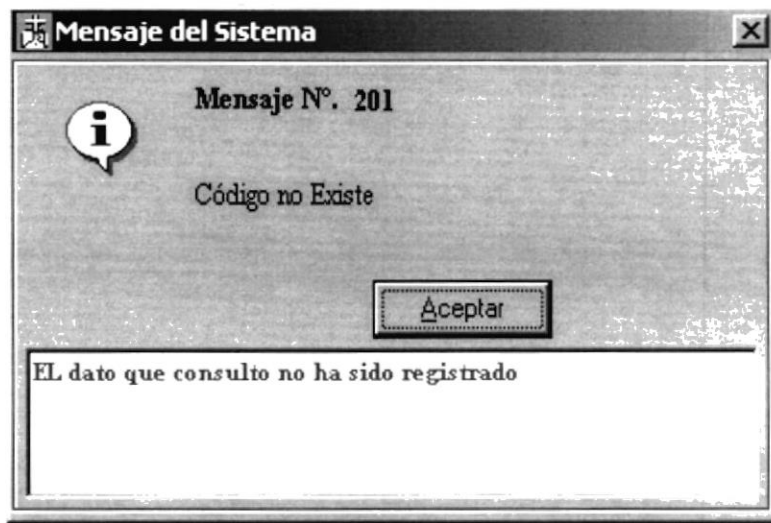 Mensaje del Sistema
Mensaje N°. 201
Código no Existe
Aceptar
EL dato que consulto no ha sido registrado